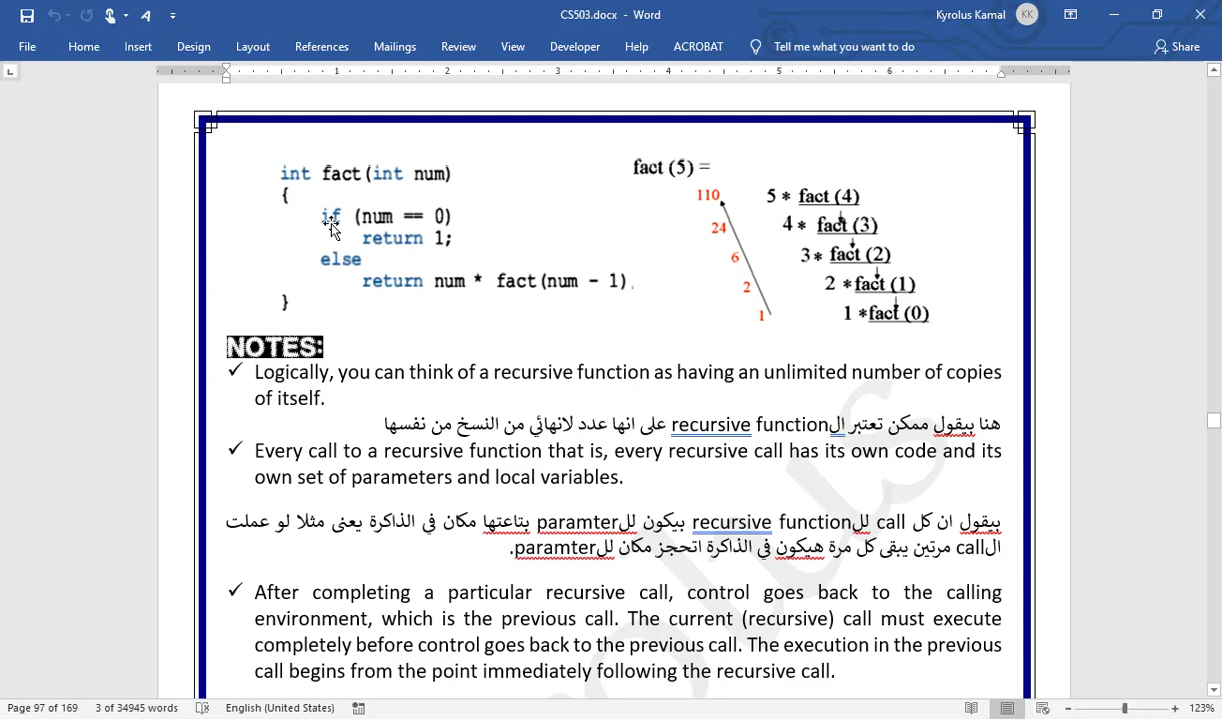 CS503.docx - Word
Kyrolus Kamal KK
File Home Insert Design Layout References Mailings Review View Developer Help ACROBAT Tell me what you want to do Share
1 2 3 4 5 6
int fact(int num)
{
if (num == 0)
return 1;
else
return num * fact(num - 1)
}
fact (5) =
110 5 * fact (4)
24 4 * fact (3)
6 3 * fact (2)
2 2 * fact (1)
1 1 * fact (0)
NOTES:
✓ Logically, you can think of a recursive function as having an unlimited number of copies
of itself.
هنا بيقول ممكن تعتبر الrecursive function على انها عدد لانهائي من النسخ من نفسها
✓ Every call to a recursive function that is, every recursive call has its own code and its
own set of parameters and local variables.
بيقول ان كل call للrecursive function بيكون للparamter بتاعتها مكان في الذاكرة يعنى مثلا لو عملت
الcall مرتين يبقى كل مرة هيكون في الذاكرة اتحجز مكان للparamter.
✓ After completing a particular recursive call, control goes back to the calling
environment, which is the previous call. The current (recursive) call must execute
completely before control goes back to the previous call. The execution in the previous
call begins from the point immediately following the recursive call.
Page 97 of 169 3 of 34945 words English (United States) 123%